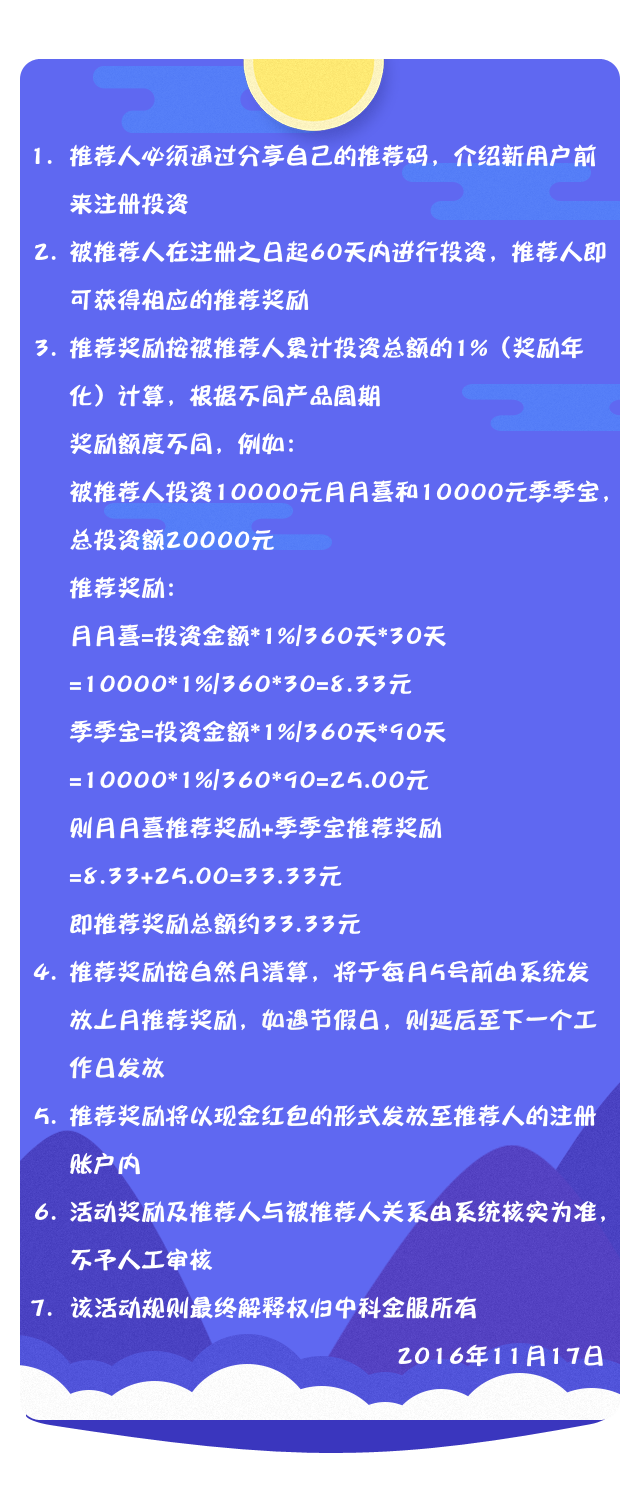 1. 推荐人必须通过分享自己的推荐码，介绍新用户前
来注册投资
2. 被推荐人在注册之日起60天内进行投资，推荐人即
可获得相应的推荐奖励
3. 推荐奖励按被推荐人累计投资总额的1%（奖励年
化）计算，根据不同产品周期
奖励额度不同，例如：
被推荐人投资10000元月月喜和10000元季季宝，
总投资额20000元
推荐奖励：
月月喜=投资金额*1%/360天*30天
=10000*1%/360*30=8.33元
季季宝=投资金额*1%/360天*90天
=10000*1%/360*90=25.00元
则月月喜推荐奖励+季季宝推荐奖励
=8.33+25.00=33.33元
即推荐奖励总额约33.33元
4. 推荐奖励按自然月清算，将于每月5号前由系统发
放上月推荐奖励，如遇节假日，则延后至下一个工
作日发放
5. 推荐奖励将以现金红包的形式发放至推荐人的注册
账户内
6. 活动奖励及推荐人与被推荐人关系由系统核实为准，
不予人工审核
7. 该活动规则最终解释权归中科金服所有
2016年11月17日